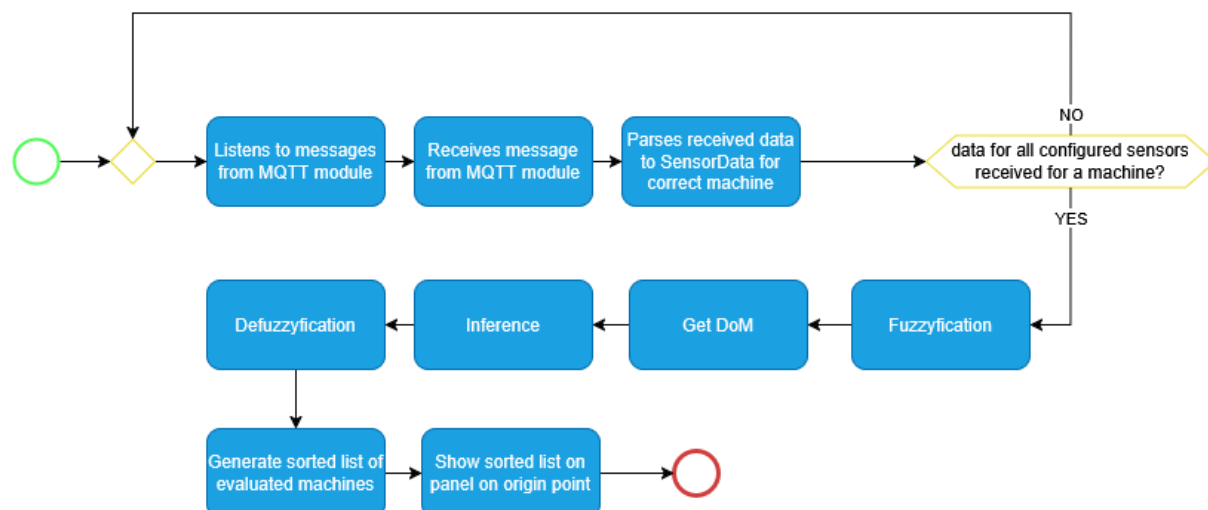 NO
Listens to messages
from MQTT module
Receives message
from MQTT module
Parses received data
to SensorData for
correct machine
data for all configured sensors
received for a machine?
YES
Defuzzyfication
Inference
Get DoM
Fuzzyfication
Generate sorted list of
evaluated machines
Show sorted list on
panel on origin point